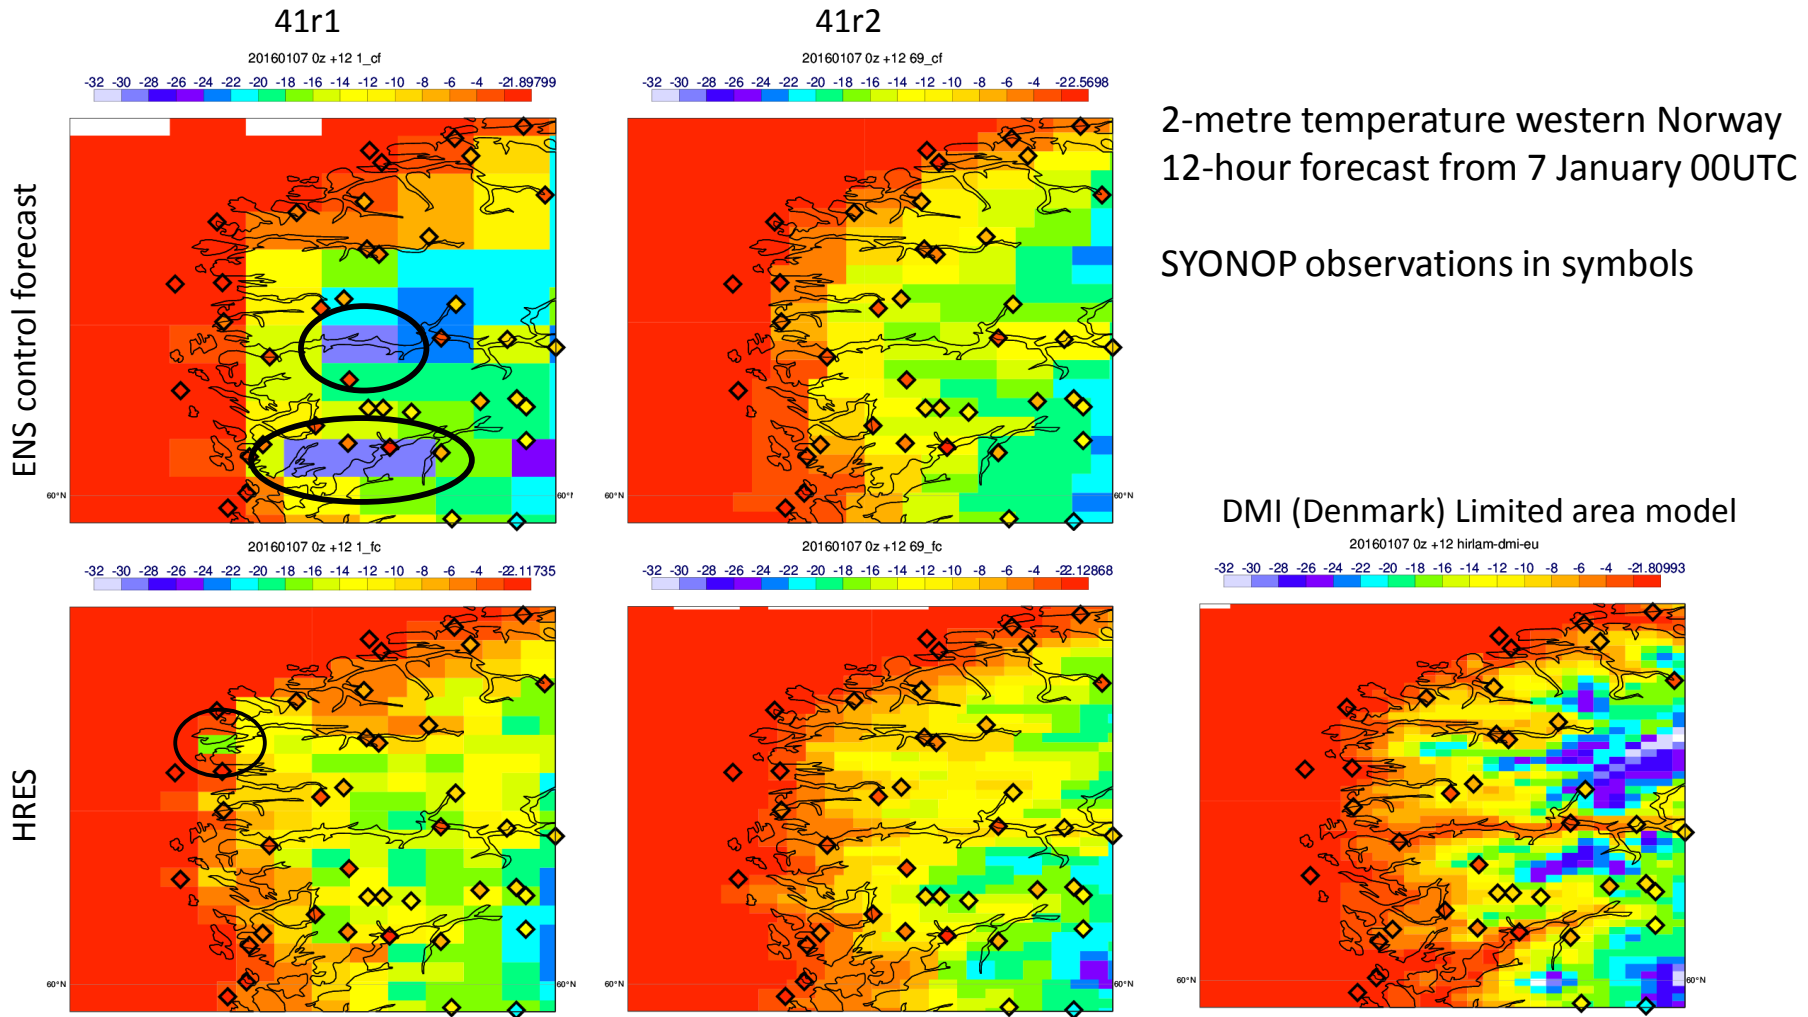 41r1
41r2
20160107 0z +12 1_cf
20160107 0z +12 69_cf
-32 -30 -28 -26 -24 -22 -20 -18 -16 -14 -12 -10 -8 -6 -4 -21.89799
-32 -30 -28 -26 -24 -22 -20 -18 -16 -14 -12 -10 -8 -6 -4 -22.5698
2-metre temperature western Norway
12-hour forecast from 7 January 00UTC
SYONOP observations in symbols
ENS control forecast
60°N
60°N
60°N
60°N
DMI (Denmark) Limited area model
20160107 0z +12 1_fc
20160107 0z +12 69_fc
20160107 0z +12 hirlam-dmi-eu
-32 -30 -28 -26 -24 -22 -20 -18 -16 -14 -12 -10 -8 -6 -4 -2.11735
-32 -30 -28 -26 -24 -22 -20 -18 -16 -14 -12 -10 -8 -6 -4 -22.12868
-32 -30 -28 -26 -24 -22 -20 -18 -16 -14 -12 -10 -8 -6 -4 -21.80993
HRES
60°N
60°N
60°N
60°N
60°N